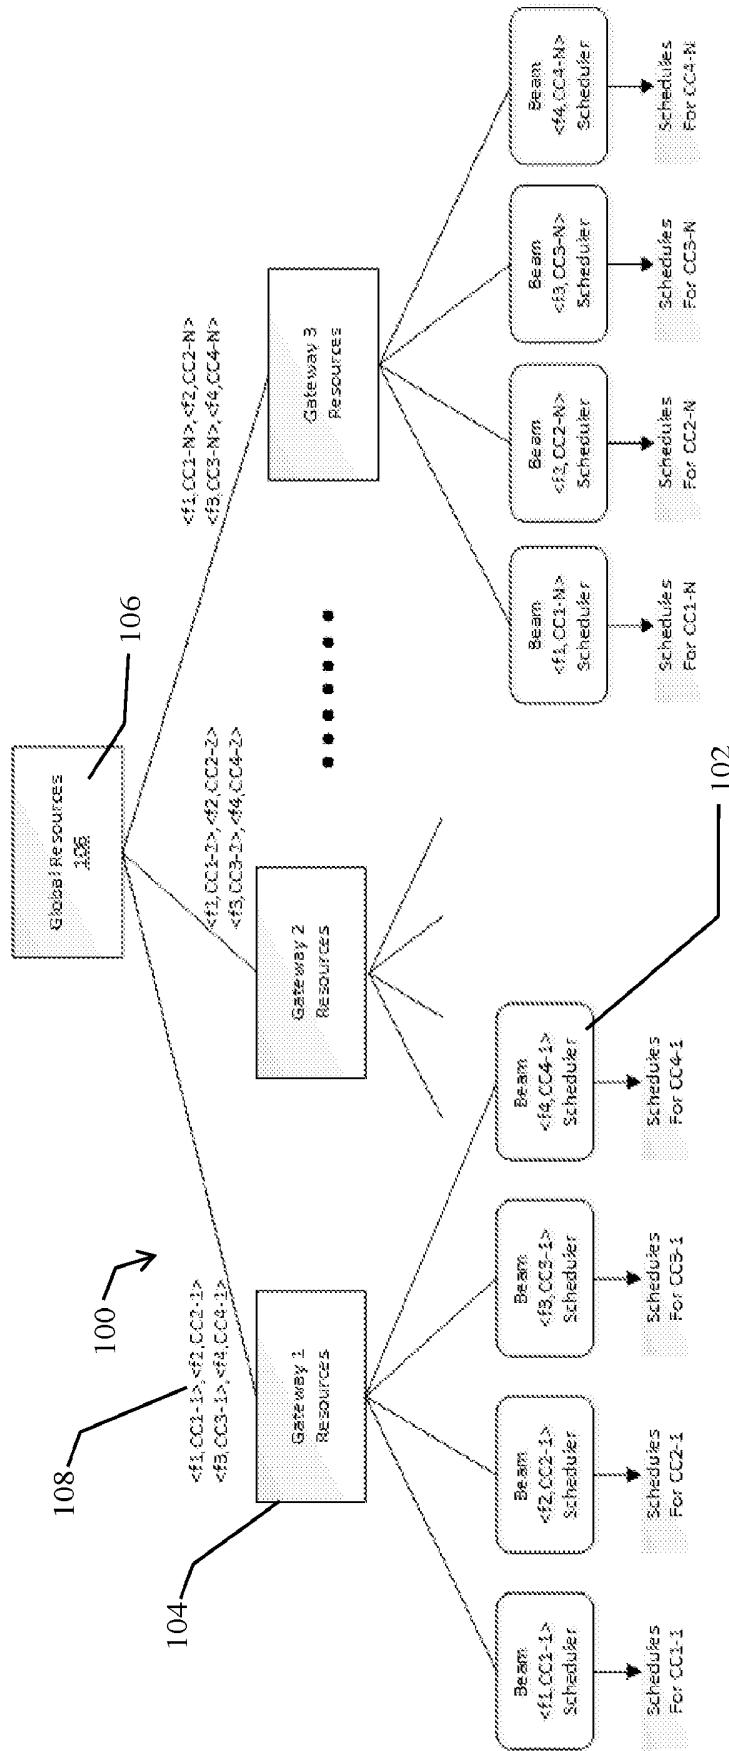 Global Resources
106
106
100
108
<f1,CC1-1>,<f2,CC2-1>
<f3,CC3-1>,<f4,CC4-1>
<f1,CC1-2>,<f2,CC2-2>
<f3,CC3-2>,<f4,CC4-2>
<f1,CC1-N>,<f2,CC2-N>
<f3,CC3-N>,<f4,CC4-N>
104
Gateway 1
Resources
Gateway 2
Resources
Gateway 3
Resources
Beam
<f1,CC1-1>
Scheduler
Beam
<f2,CC2-1>
Scheduler
Beam
<f3,CC3-1>
Scheduler
Beam
<f4,CC4-1>
Scheduler
102
Beam
<f1,CC1-N>
Scheduler
Beam
<f2,CC2-N>
Scheduler
Beam
<f3,CC3-N>
Scheduler
Beam
<f4,CC4-N>
Scheduler
Schedules
For CC1-1
Schedules
For CC2-1
Schedules
For CC3-1
Schedules
For CC4-1
Schedules
For CC1-N
Schedules
For CC2-N
Schedules
For CC3-N
Schedules
For CC4-N